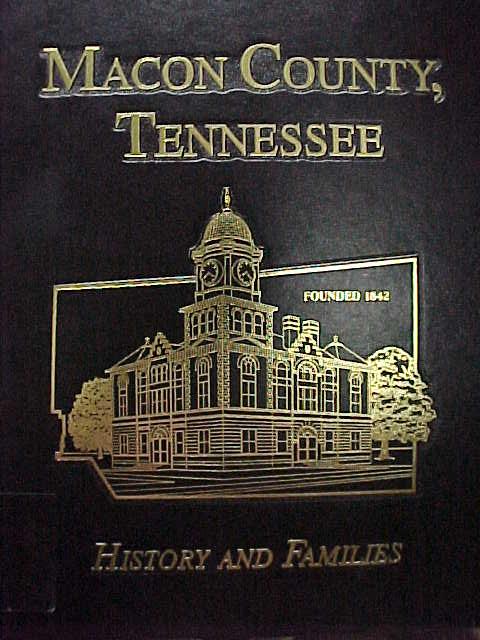 MACON COUNTY,
TENNESSEE
FOUNDED 1842
HISTORY AND FAMILIES